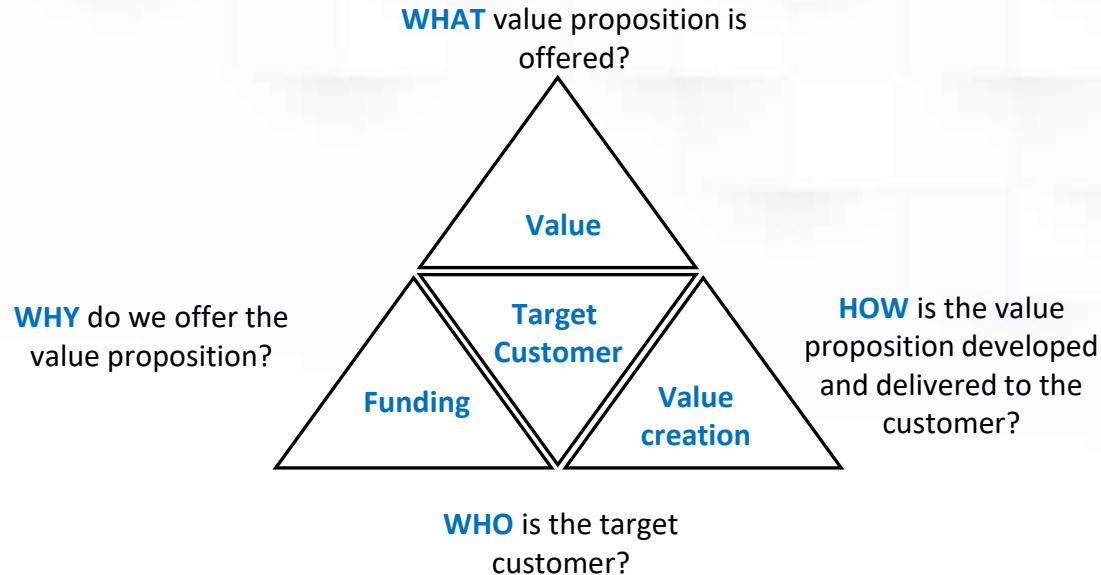 WHAT value proposition is
offered?
Value
WHY do we offer the
value proposition?
Target
Customer
HOW is the value
proposition developed
and delivered to the
customer?
Funding
Value
creation
WHO is the target
customer?